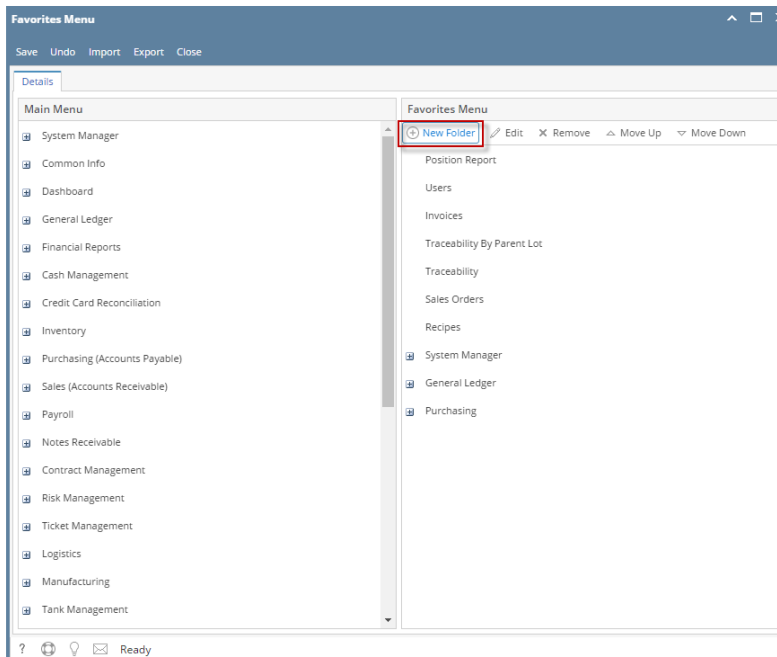 Favorites Menu
Save Undo Import Export Close
Details
Main Menu
System Manager
Common Info
Dashboard
General Ledger
Financial Reports
Cash Management
Credit Card Reconciliation
Inventory
Purchasing (Accounts Payable)
Sales (Accounts Receivable)
Payroll
Notes Receivable
Contract Management
Risk Management
Ticket Management
Logistics
Manufacturing
Tank Management
Favorites Menu
New Folder Edit Remove Move Up Move Down
Position Report
Users
Invoices
Traceability By Parent Lot
Traceability
Sales Orders
Recipes
System Manager
General Ledger
Purchasing
? Ready